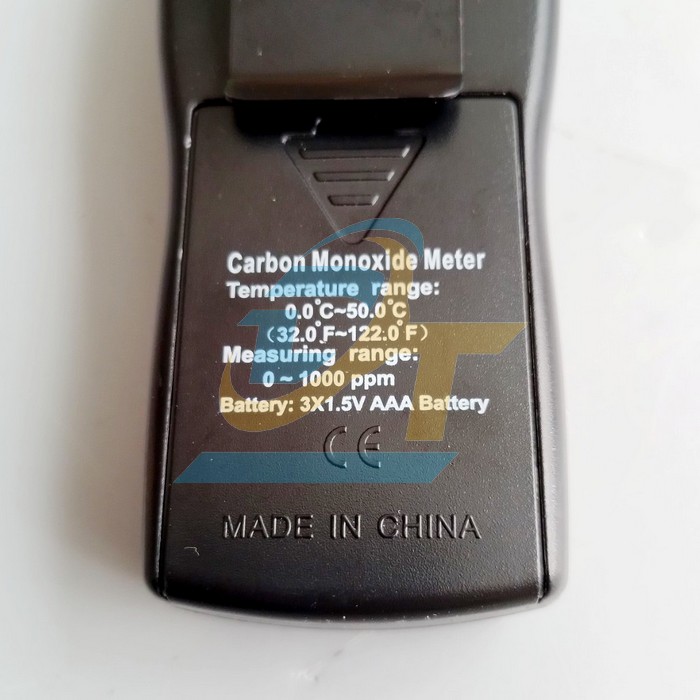 Carbon Monoxide Meter
Temperature range:
0.0°C~50.0°C
(32.0°F~122.0°F)
Measuring range:
0 ~ 1000 ppm
Battery: 3X1.5V AAA Battery
CE
MADE IN CHINA